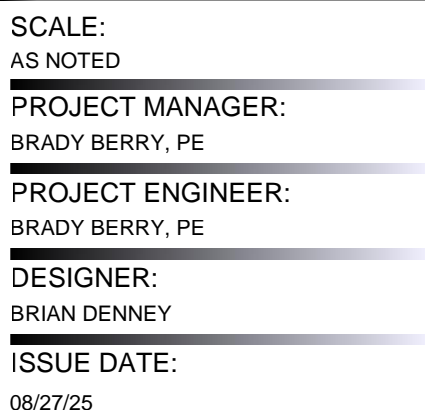 SCALE:
AS NOTED
PROJECT MANAGER:
BRADY BERRY, PE
PROJECT ENGINEER:
BRADY BERRY, PE
DESIGNER:
BRIAN DENNEY
ISSUE DATE:
08/27/25